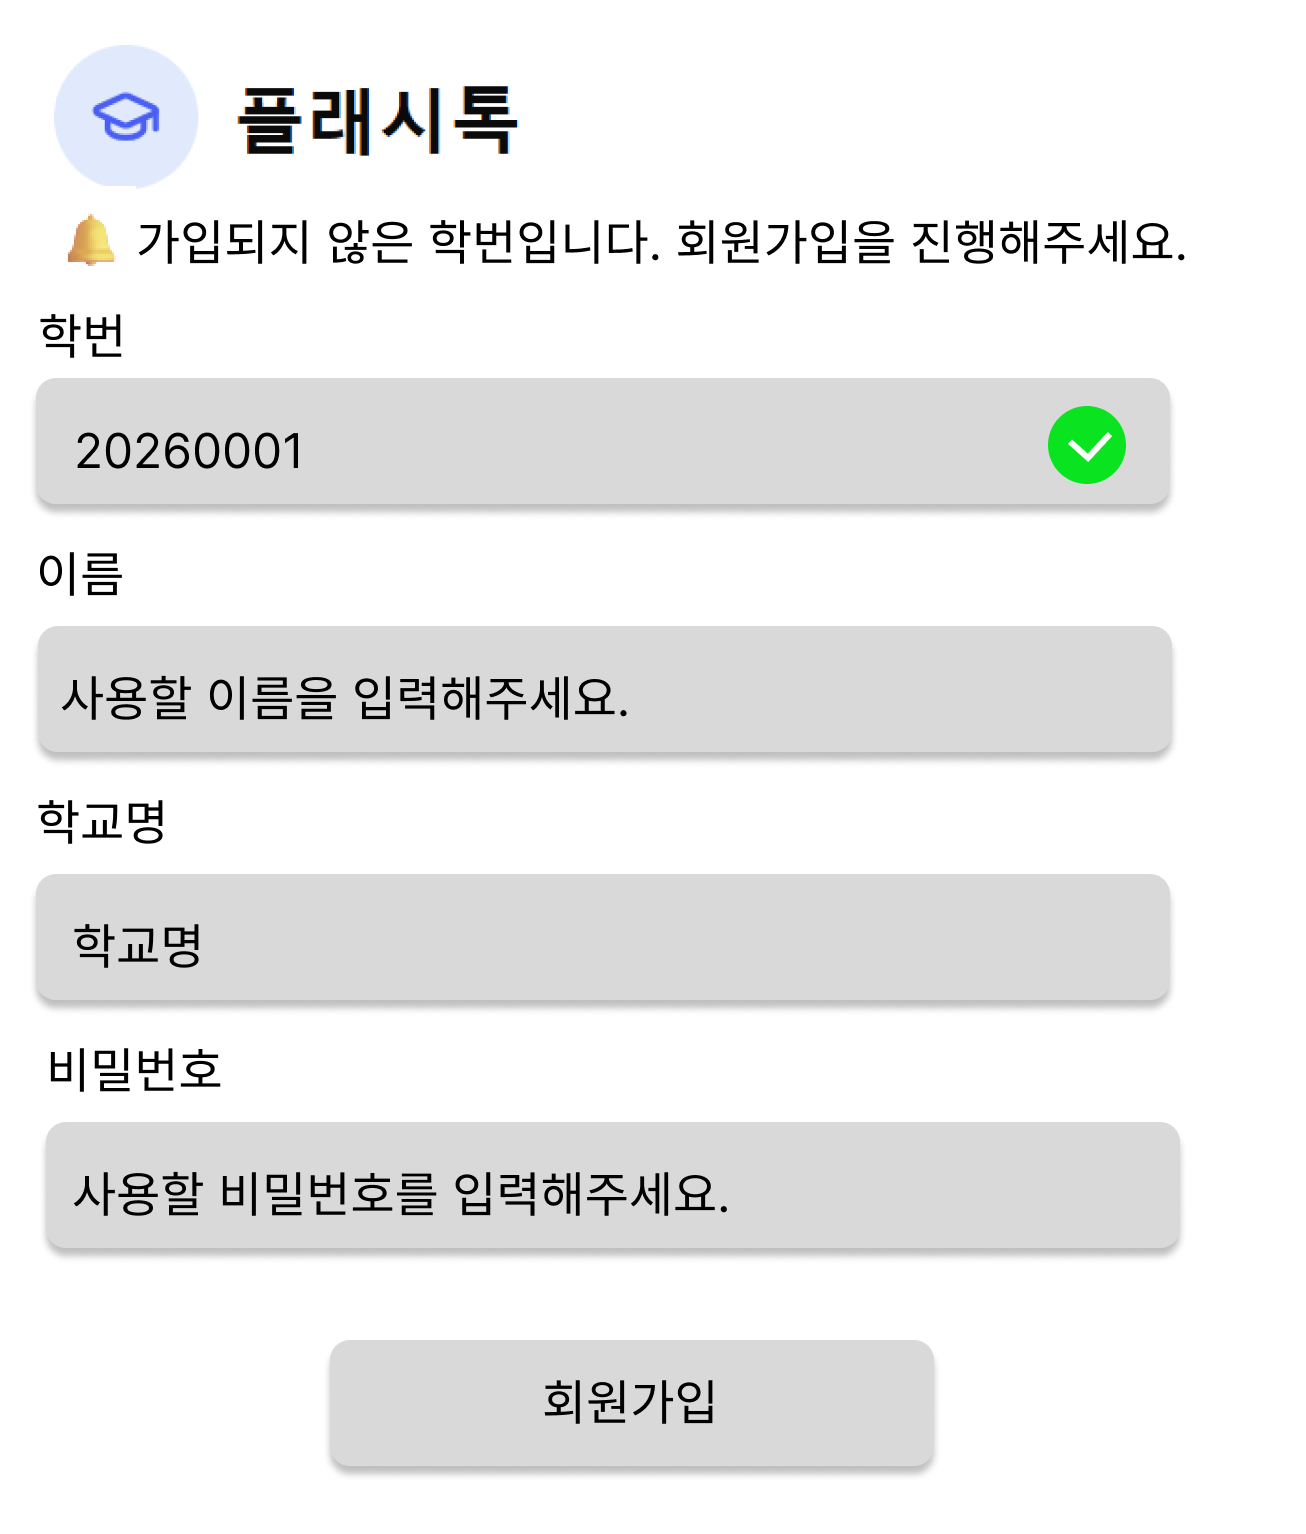 플래시톡
가입되지 않은 학번입니다. 회원가입을 진행해주세요.
학번
20260001
이름
사용할 이름을 입력해주세요.
학교명
학교명
비밀번호
사용할 비밀번호를 입력해주세요.
회원가입